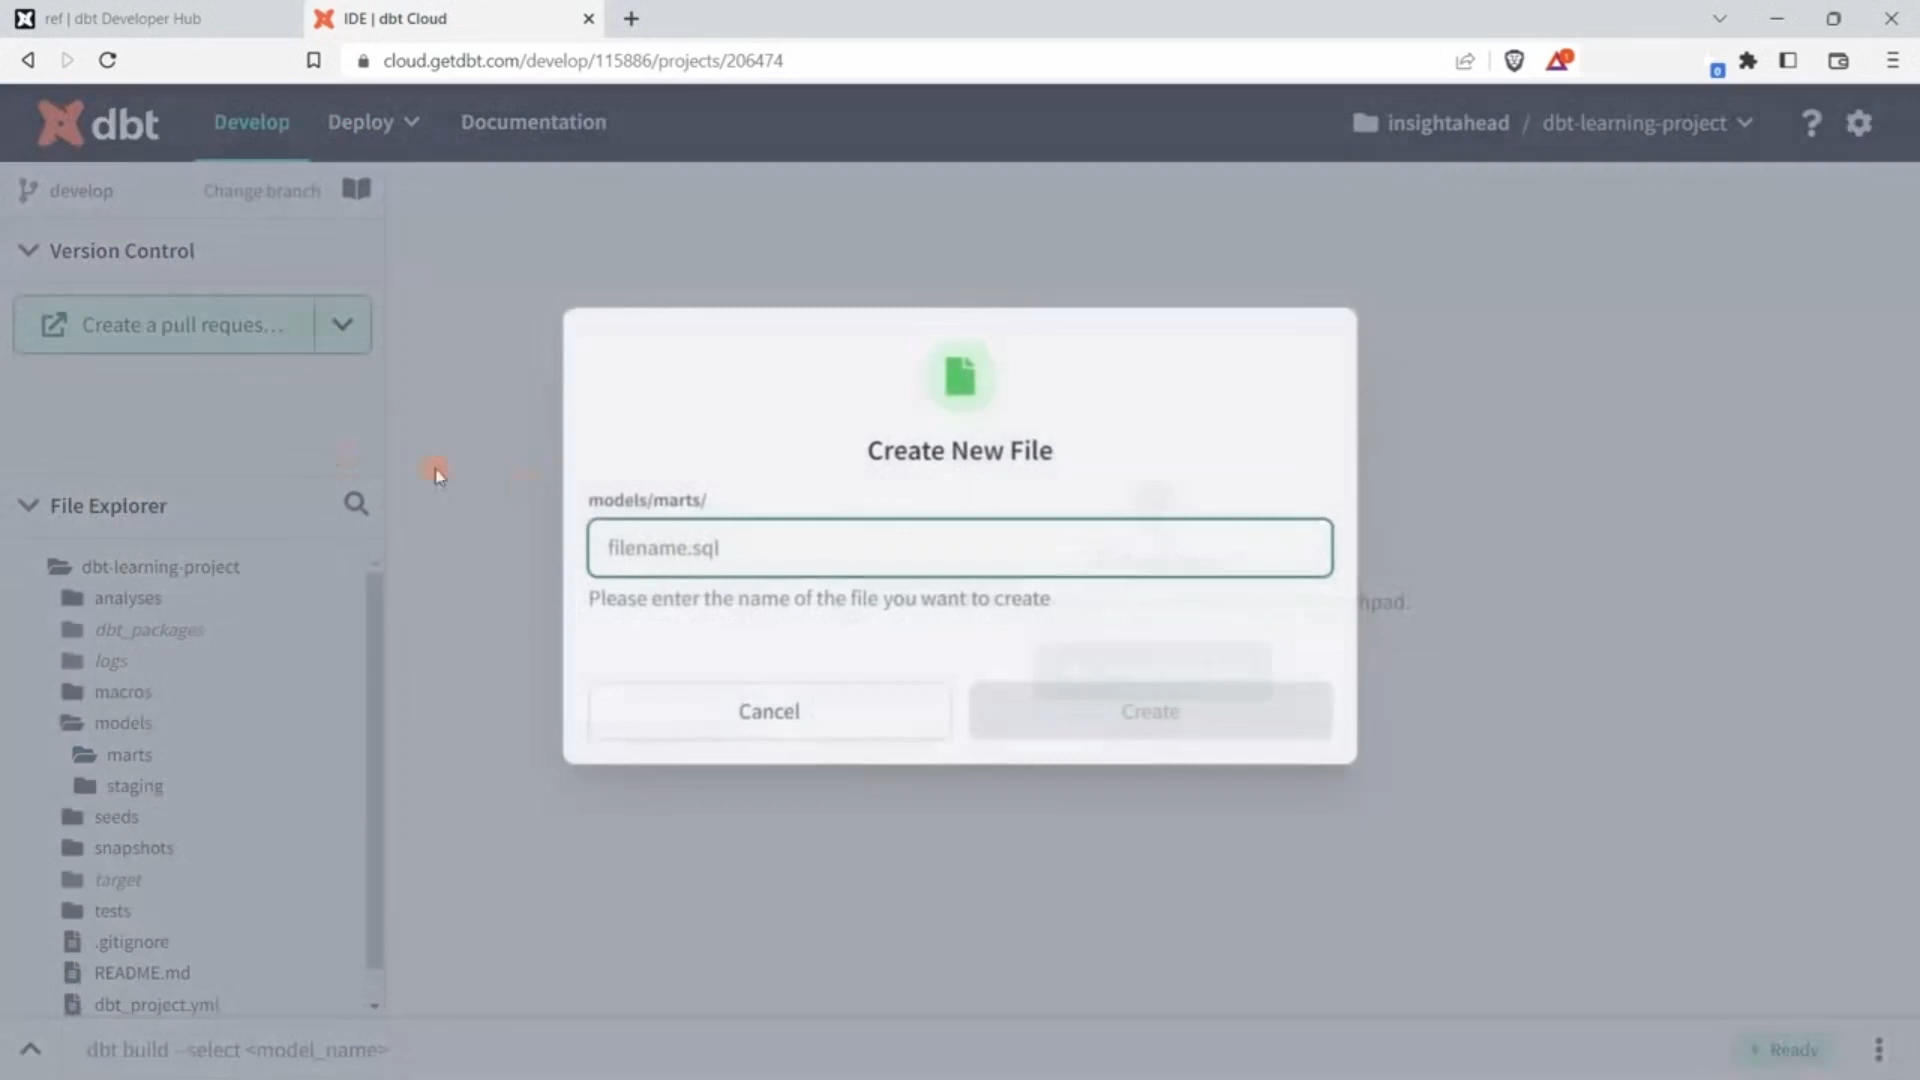 ref | dbt Developer Hub
IDE | dbt Cloud
cloud.getdbt.com/develop/115886/projects/206474
0
dbt
Develop
Deploy
Documentation
insightahead / dbt-learning-project
develop
Change branch
Version Control
Create a pull reques...
File Explorer
dbt-learning-project
analyses
dbt_packages
logs
macros
models
marts
staging
seeds
snapshots
target
tests
.gitignore
README.md
dbt_project.yml
Create New File
models/marts/
filename.sql
Please enter the name of the file you want to create
hpad.
Cancel
Create
dbt build --select <model_name>
Ready